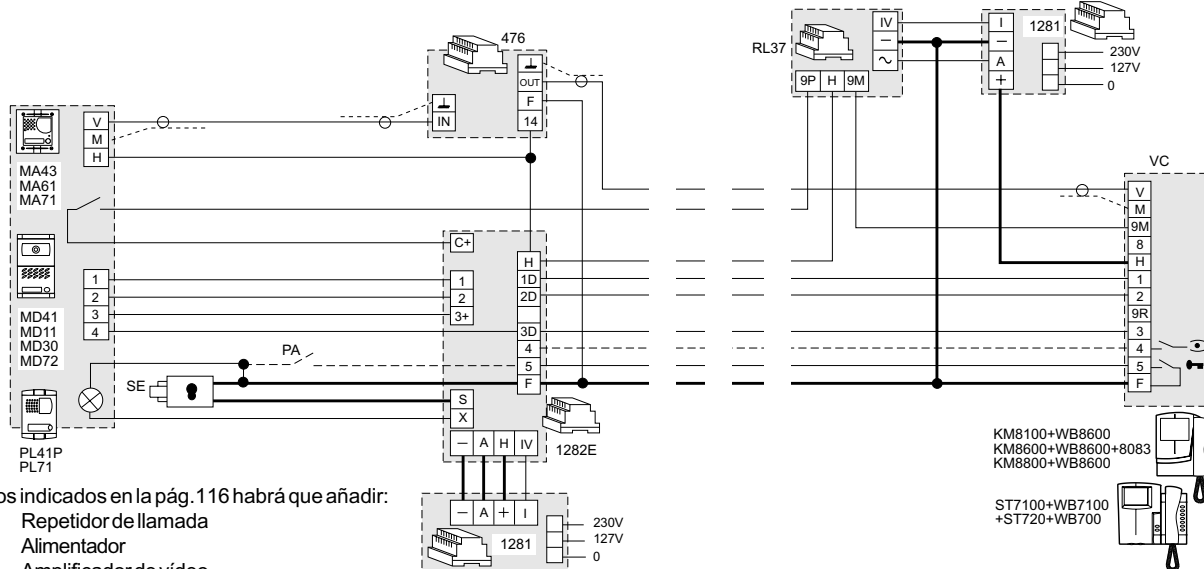 476
⏚
OUT
F
14
⏚
IN
RL37
IV
–
~
9P H 9M
I
–
A
+
1281
230V
127V
0
V
M
H
MA43
MA61
MA71
MD41
MD11
MD30
MD72
1
2
3
4
PL41P
PL71
PA
SE
C+
1
2
3+
S
X
H
1D
2D
3D
4
5
F
– A H IV
1282E
– A + I
1281
230V
127V
0
VC
V
M
9M
8
H
1
2
9R
3
4
5
F
KM8100+WB8600
KM8600+WB8600+8083
KM8800+WB8600
ST7100+WB7100
+ST720+WB700
os indicados en la pág.116 habrá que añadir:
Repetidor de llamada
Alimentador
Amplificador de vídeo